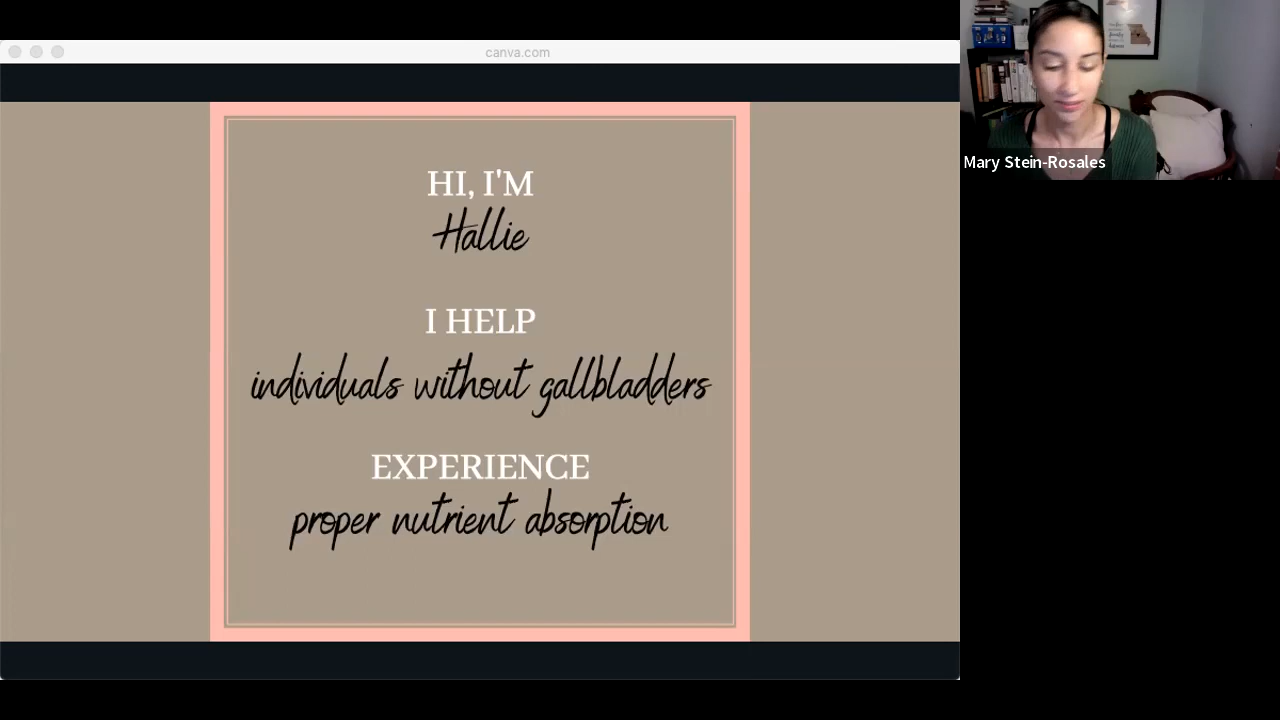 canva.com
HI, I'M
Hallie
I HELP
individuals without gallbladders
EXPERIENCE
proper nutrient absorption
Mary Stein-Rosales